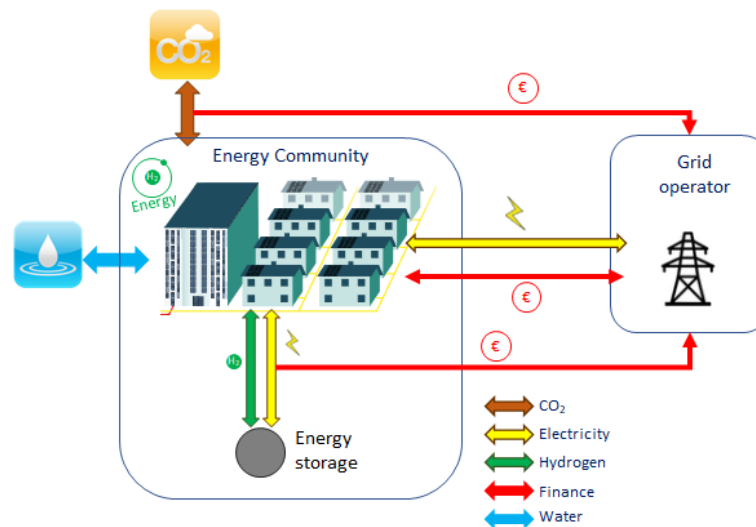 CO2
€
Energy Community
Grid
operator
H2
Energy
€
H2
€
Energy
storage
CO₂
Electricity
Hydrogen
Finance
Water